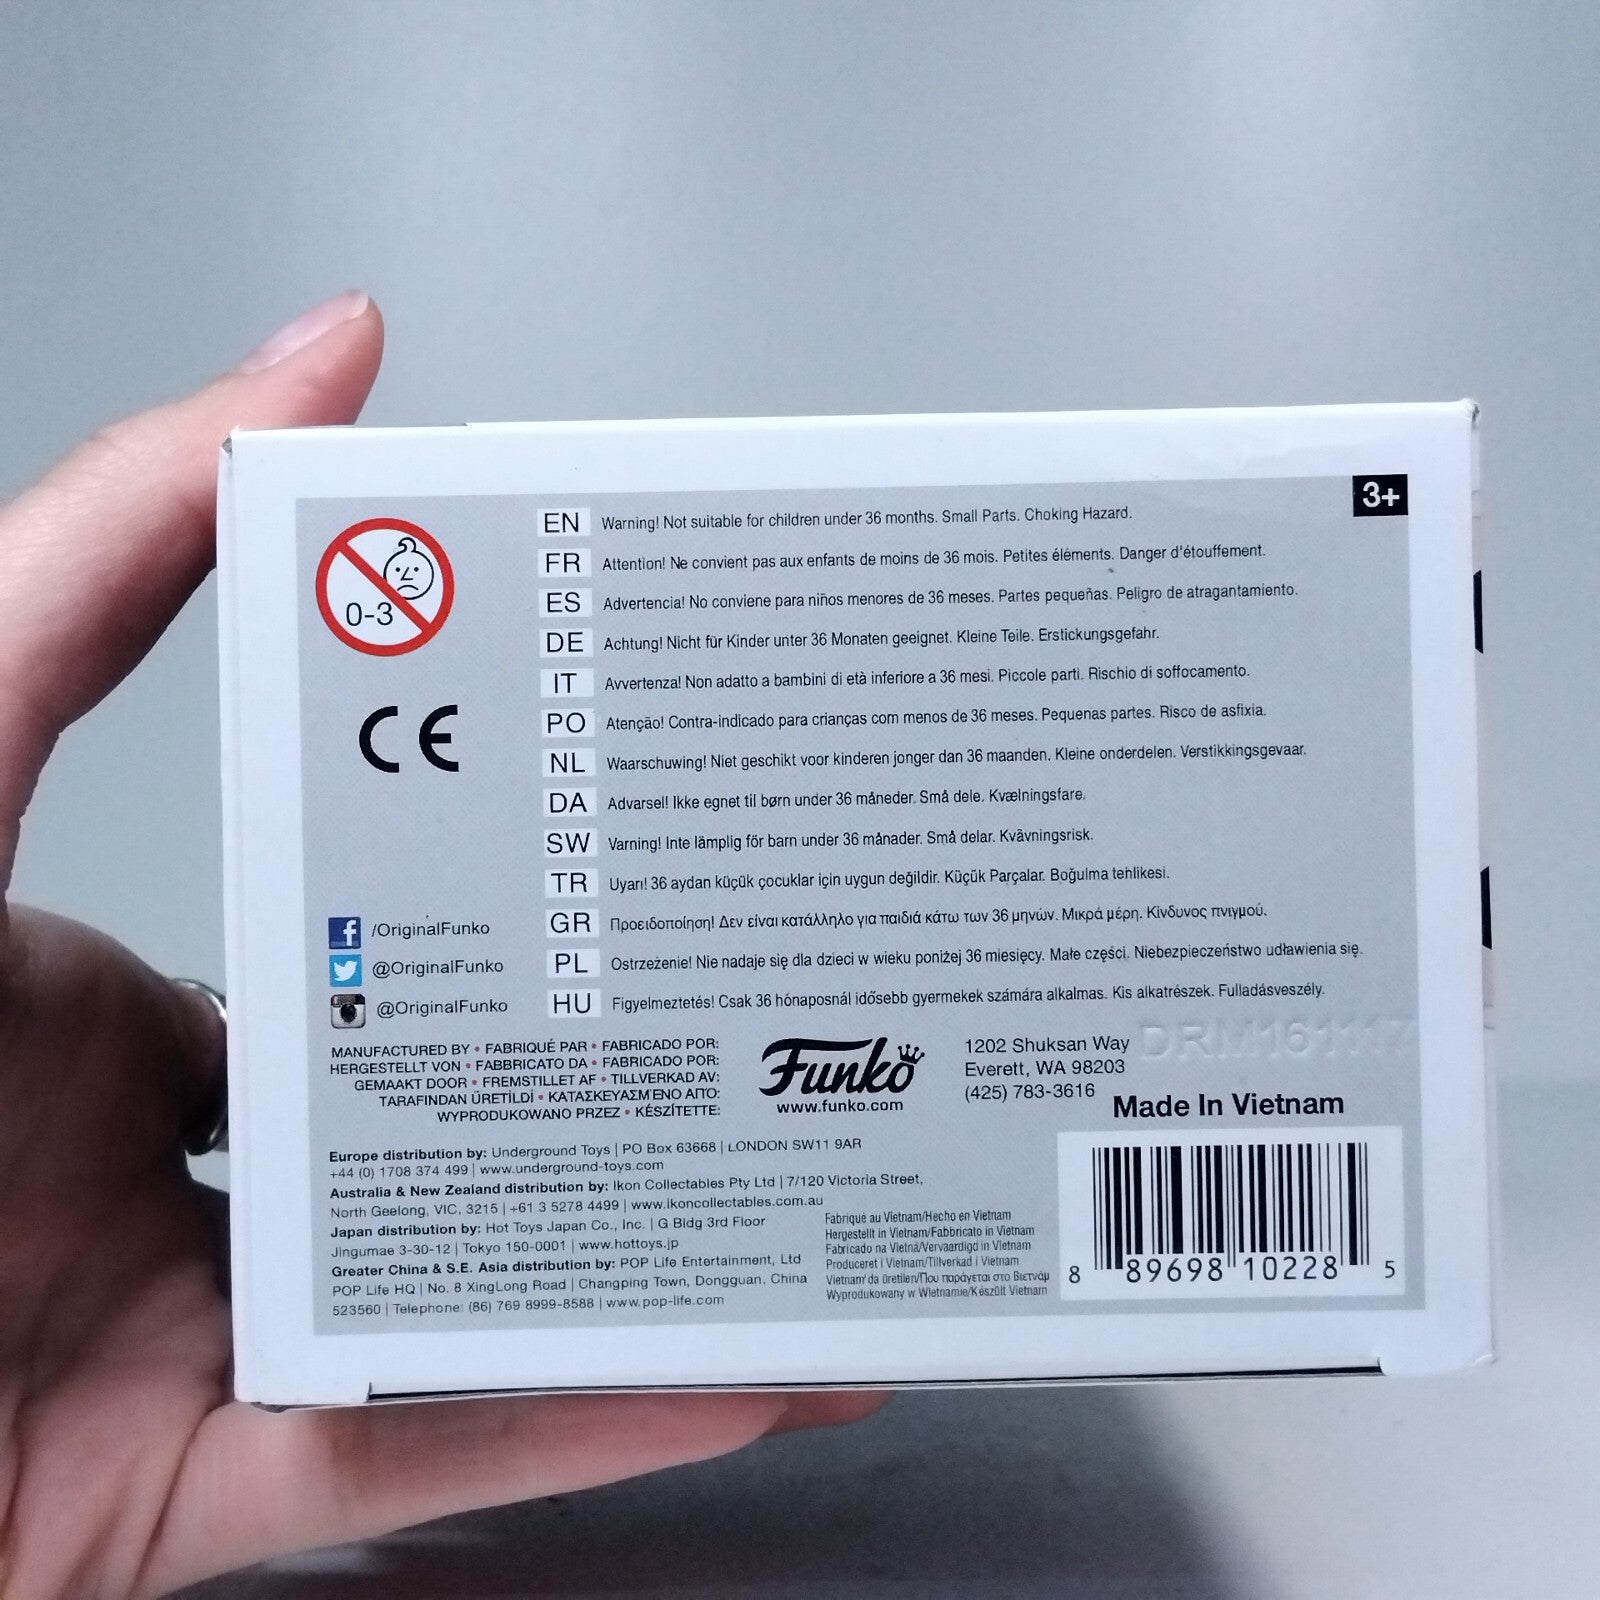 3+
0-3
CE
EN Warning! Not suitable for children under 36 months. Small Parts. Choking Hazard.
FR Attention! Ne convient pas aux enfants de moins de 36 mois. Petites éléments. Danger d'étouffement.
ES Advertencia! No conviene para niños menores de 36 meses. Partes pequeñas. Peligro de atragantamiento.
DE Achtung! Nicht für Kinder unter 36 Monaten geeignet. Kleine Teile. Erstickungsgefahr.
IT Avvertenza! Non adatto a bambini di età inferiore a 36 mesi. Piccole parti. Rischio di soffocamento.
PO Atenção! Contra-indicado para crianças com menos de 36 meses. Pequenas partes. Risco de asfixia.
NL Waarschuwing! Niet geschikt voor kinderen jonger dan 36 maanden. Kleine onderdelen. Verstikkingsgevaar.
DA Advarsel! Ikke egnet til børn under 36 måneder. Små dele. Kvælningsfare.
SW Varning! Inte lämplig för barn under 36 månader. Små delar. Kvävningsrisk.
TR Uyarı! 36 aydan küçük çocuklar için uygun değildir. Küçük Parçalar. Boğulma tehlikesi.
GR Προειδοποίηση! Δεν είναι κατάλληλο για παιδιά κάτω των 36 μηνών. Μικρά μέρη. Κίνδυνος πνιγμού.
PL Ostrzeżenie! Nie nadaje się dla dzieci w wieku poniżej 36 miesięcy. Małe części. Niebezpieczeństwo udławienia się.
HU Figyelmeztetés! Csak 36 hónaposnál idősebb gyermekek számára alkalmas. Kis alkatrészek. Fulladásveszély.
/OriginalFunko
@OriginalFunko
@OriginalFunko
MANUFACTURED BY • FABRIQUÉ PAR • FABRICADO POR:
HERGESTELLT VON • FABBRICATO DA • FABRICADO POR:
GEMAAKT DOOR • FREMSTILLET AF • TILLVERKAD AV:
TARAFINDAN ÜRETİLDİ • ΚΑΤΑΣΚΕΥΑΣΜΈΝΟ ΑΠΌ:
WYPRODUKOWANO PRZEZ • KÉSZÍTETTE:
Funko
www.funko.com
1202 Shuksan Way
Everett, WA 98203
(425) 783-3616
DRM161117
Made In Vietnam
Europe distribution by: Underground Toys | PO Box 63668 | LONDON SW11 9AR
+44 (0) 1708 374 499 | www.underground-toys.com
Australia & New Zealand distribution by: Ikon Collectables Pty Ltd | 7/120 Victoria Street,
North Geelong, VIC, 3215 | +61 3 5278 4499 | www.ikoncollectables.com.au
Japan distribution by: Hot Toys Japan Co., Inc. | G Bldg 3rd Floor
Jingumae 3-30-12 | Tokyo 150-0001 | www.hottoys.jp
Greater China & S.E. Asia distribution by: POP Life Entertainment, Ltd
POP Life HQ | No. 8 XingLong Road | Changping Town, Dongguan, China
523560 | Telephone: (86) 769 8999-8588 | www.pop-life.com
Fabriqué au Vietnam/Hecho en Vietnam
Hergestellt in Vietnam/Fabbricato in Vietnam
Fabricado na Vietnã/Vervaardigd in Vietnam
Produceret i Vietnam/Tillverkad i Vietnam
Vietnam'da üretilen/Που παράγεται στο Βιετνάμ
Wyprodukowany w Wietnamie/Készült Vietnam
8 89698 10228 5